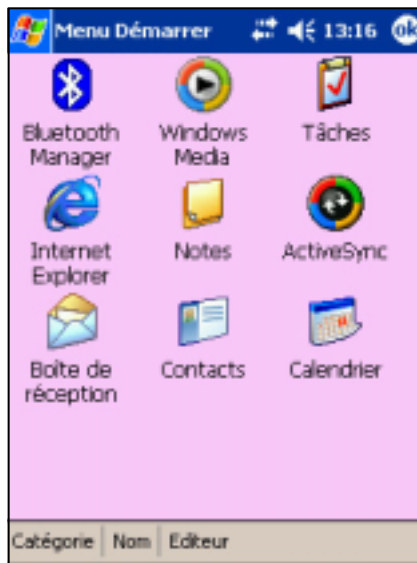 Menu Démarrer 13:16 ok
Bluetooth Manager
Windows Media
Tâches
Internet Explorer
Notes
ActiveSync
Boîte de réception
Contacts
Calendrier
Catégorie Nom Editeur